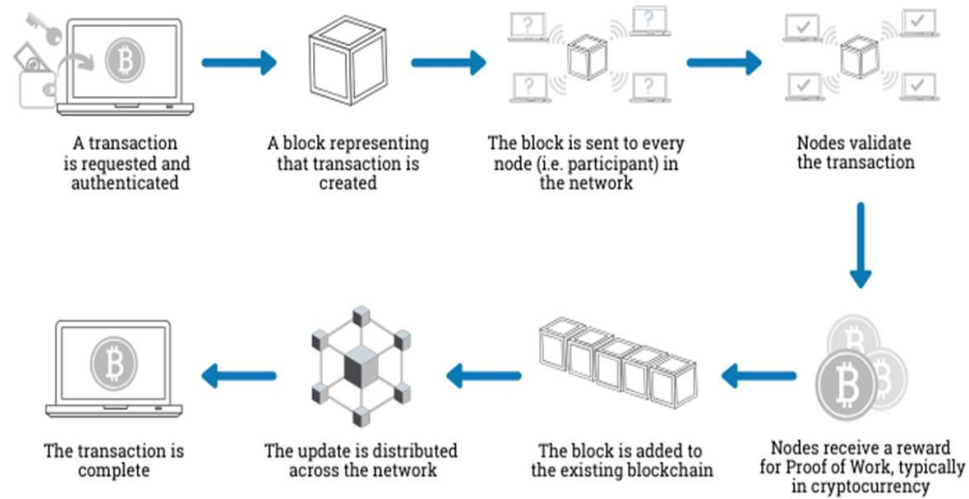 A transaction
is requested and
authenticated
A block representing
that transaction is
created
The block is sent to every
node (i.e. participant) in
the network
Nodes validate
the transaction
The transaction is
complete
The update is distributed
across the network
The block is added to
the existing blockchain
Nodes receive a reward
for Proof of Work, typically
in cryptocurrency